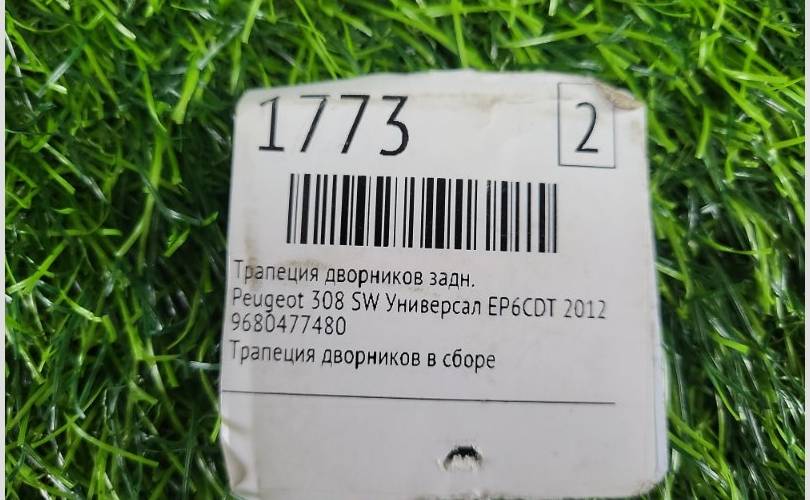 1773
2
Трапеция дворников задн.
Peugeot 308 SW Универсал EP6CDT 2012
9680477480
Трапеция дворников в сборе